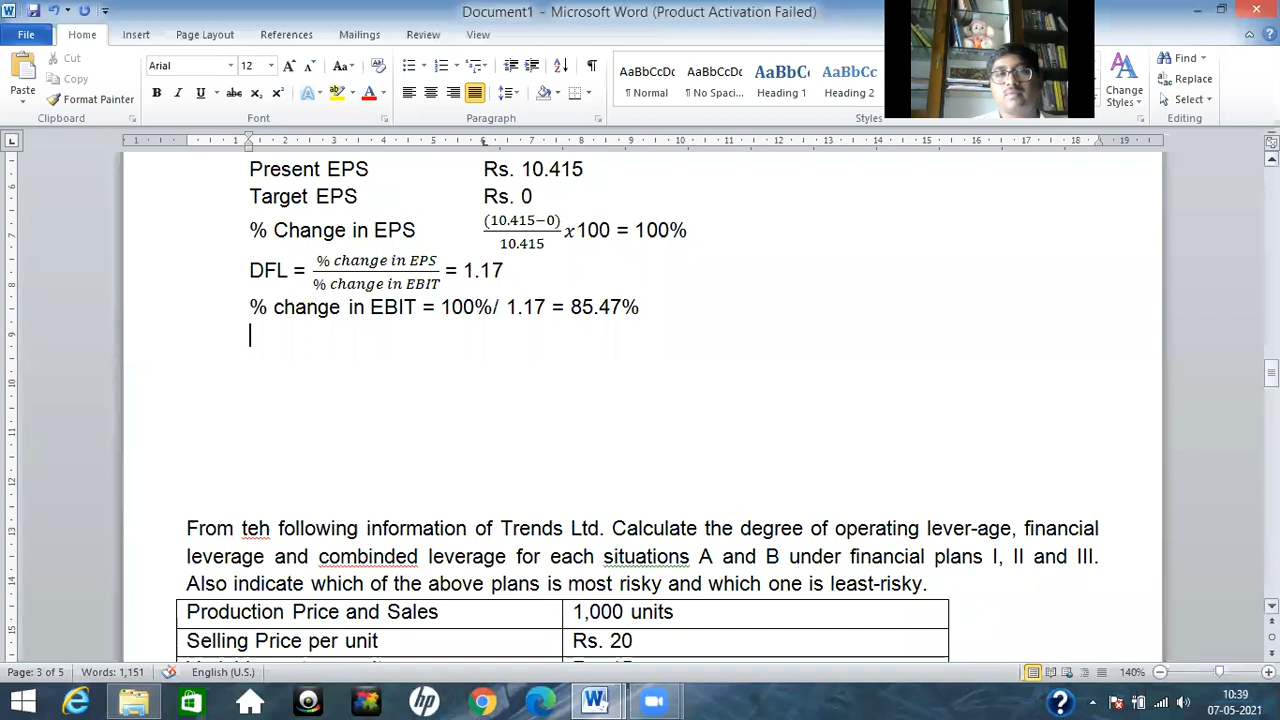 Document1 - Microsoft Word (Product Activation Failed)
File Home Insert Page Layout References Mailings Review View
Cut
Copy
Format Painter
Paste
Clipboard
Arial 12
Font
Paragraph
AaBbCcDc AaBbCcDc AaBbC AaBbCc
¶ Normal ¶ No Spaci... Heading 1 Heading 2
Styles
Change Styles
Find
Replace
Select
Editing
Present EPS Rs. 10.415
Target EPS Rs. 0
% Change in EPS (10.415−0)/10.415 x100 = 100%
DFL = % change in EPS/% change in EBIT = 1.17
% change in EBIT = 100%/ 1.17 = 85.47%
From teh following information of Trends Ltd. Calculate the degree of operating lever-age, financial
leverage and combinded leverage for each situations A and B under financial plans I, II and III.
Also indicate which of the above plans is most risky and which one is least-risky.
Production Price and Sales 1,000 units
Selling Price per unit Rs. 20
Page: 3 of 5 Words: 1,151 English (U.S.) 140%
10:39
07-05-2021